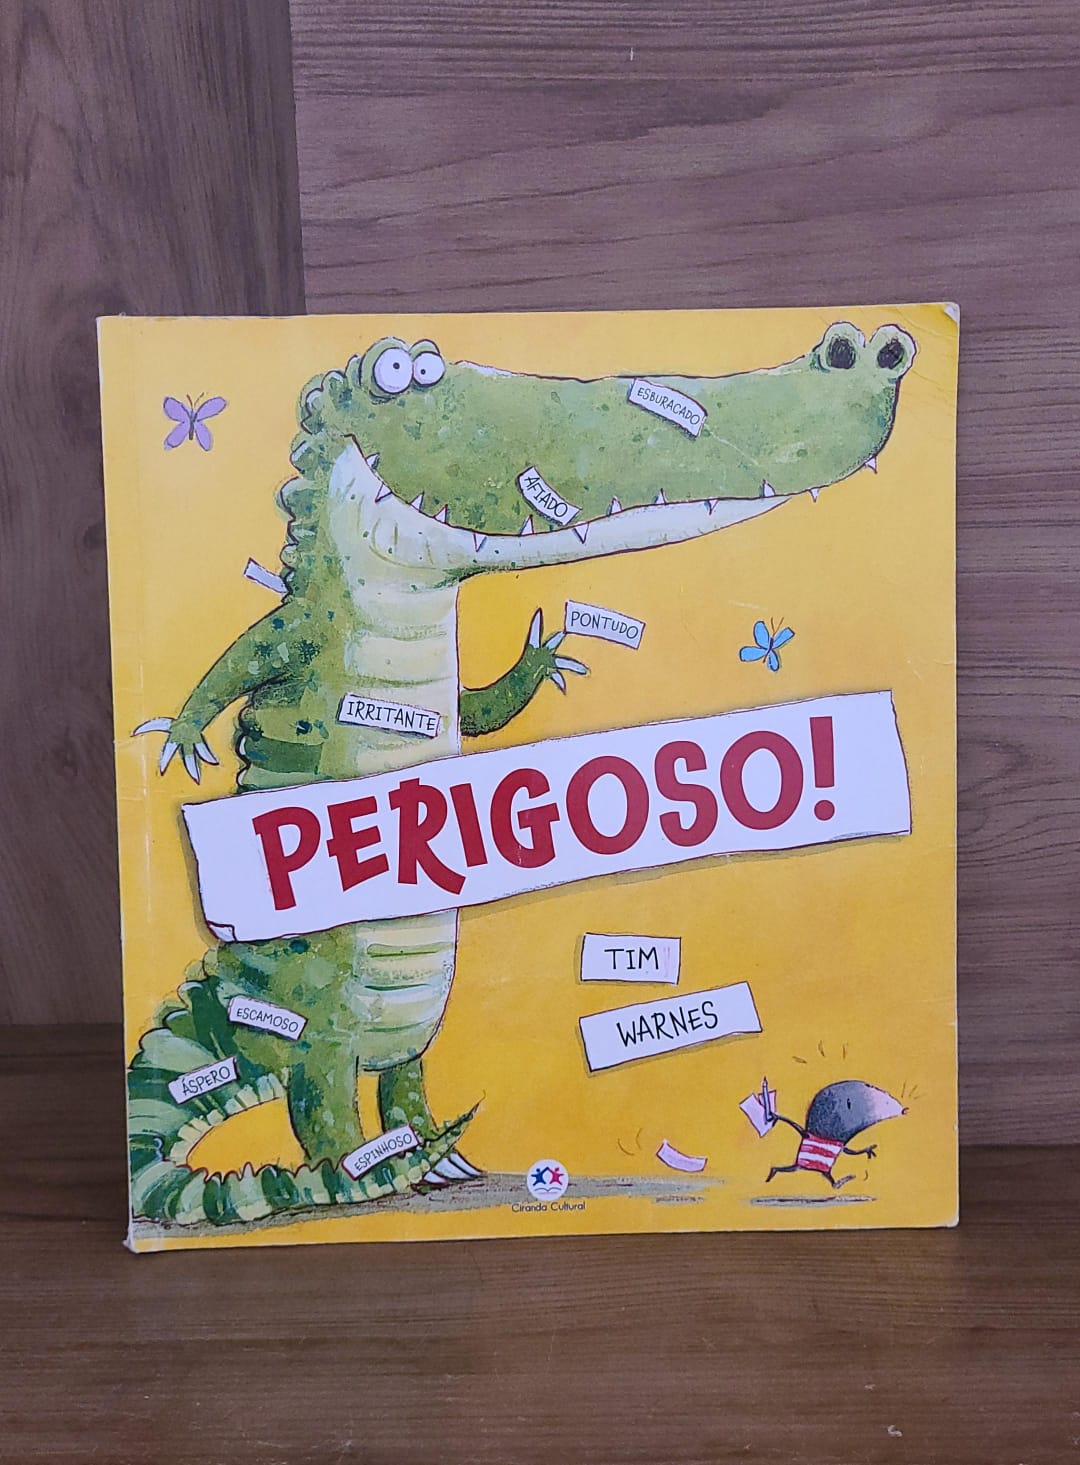 ESBURACADO
AFIADO
PONTUDO
IRRITANTE
PERIGOSO!
TIM
WARNES
ESCAMOSO
ÁSPERO
ESPINHOSO
Ciranda Cultural